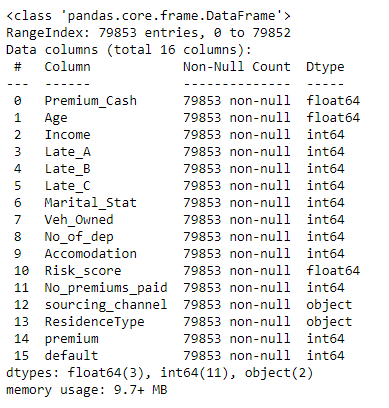 <class 'pandas.core.frame.DataFrame'>
RangeIndex: 79853 entries, 0 to 79852
Data columns (total 16 columns):
 #   Column            Non-Null Count  Dtype
---  ------            --------------  -----
 0   Premium_Cash      79853 non-null  float64
 1   Age               79853 non-null  float64
 2   Income            79853 non-null  int64
 3   Late_A            79853 non-null  int64
 4   Late_B            79853 non-null  int64
 5   Late_C            79853 non-null  int64
 6   Marital_Stat      79853 non-null  int64
 7   Veh_Owned         79853 non-null  int64
 8   No_of_dep         79853 non-null  int64
 9   Accomodation      79853 non-null  int64
 10  Risk_score        79853 non-null  float64
 11  No_premiums_paid  79853 non-null  int64
 12  sourcing_channel  79853 non-null  object
 13  ResidenceType     79853 non-null  object
 14  premium           79853 non-null  int64
 15  default           79853 non-null  int64
dtypes: float64(3), int64(11), object(2)
memory usage: 9.7+ MB